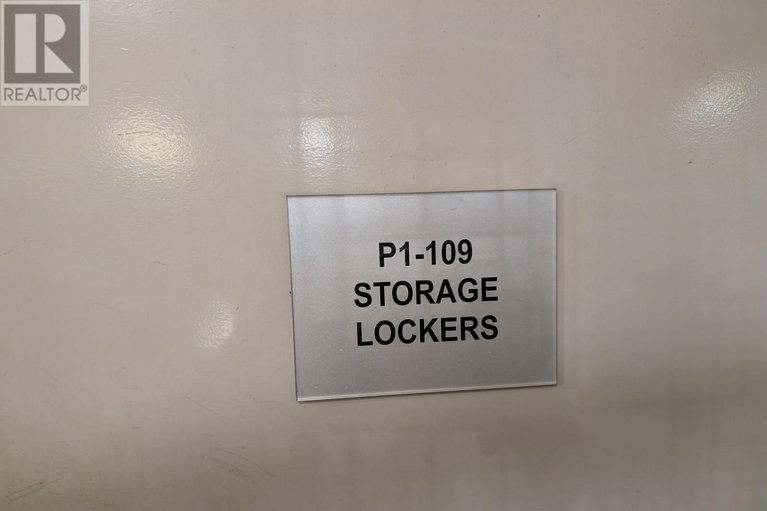 R
REALTOR®
P1-109
STORAGE
LOCKERS